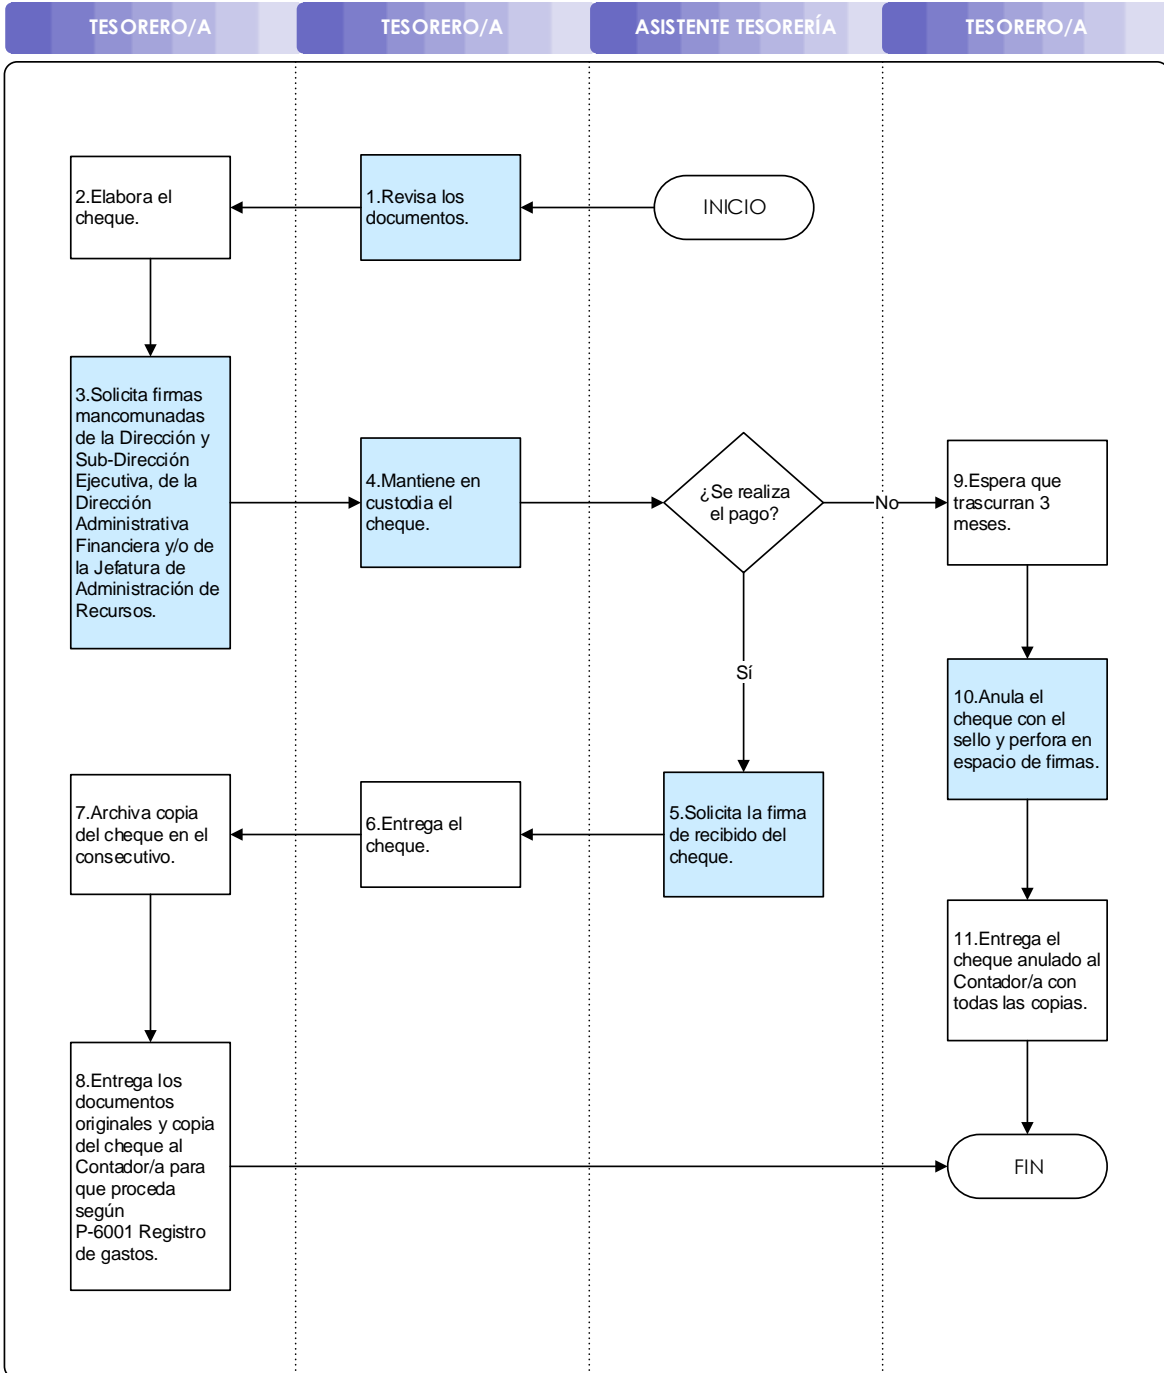 TESORERO/A
TESORERO/A
ASISTENTE TESORERÍA
TESORERO/A
2.Elabora el
cheque.
1.Revisa los
documentos.
INICIO
3.Solicita firmas
mancomunadas
de la Dirección y
Sub-Dirección
Ejecutiva, de la
Dirección
Administrativa
Financiera y/o de
la Jefatura de
Administración de
Recursos.
4.Mantiene en
custodia el
cheque.
¿Se realiza
el pago?
No
9.Espera que
trascurran 3
meses.
Sí
10.Anula el
cheque con el
sello y perfora en
espacio de firmas.
7.Archiva copia
del cheque en el
consecutivo.
6.Entrega el
cheque.
5.Solicita la firma
de recibido del
cheque.
11.Entrega el
cheque anulado al
Contador/a con
todas las copias.
8.Entrega los
documentos
originales y copia
del cheque al
Contador/a para
que proceda
según
P-6001 Registro
de gastos.
FIN